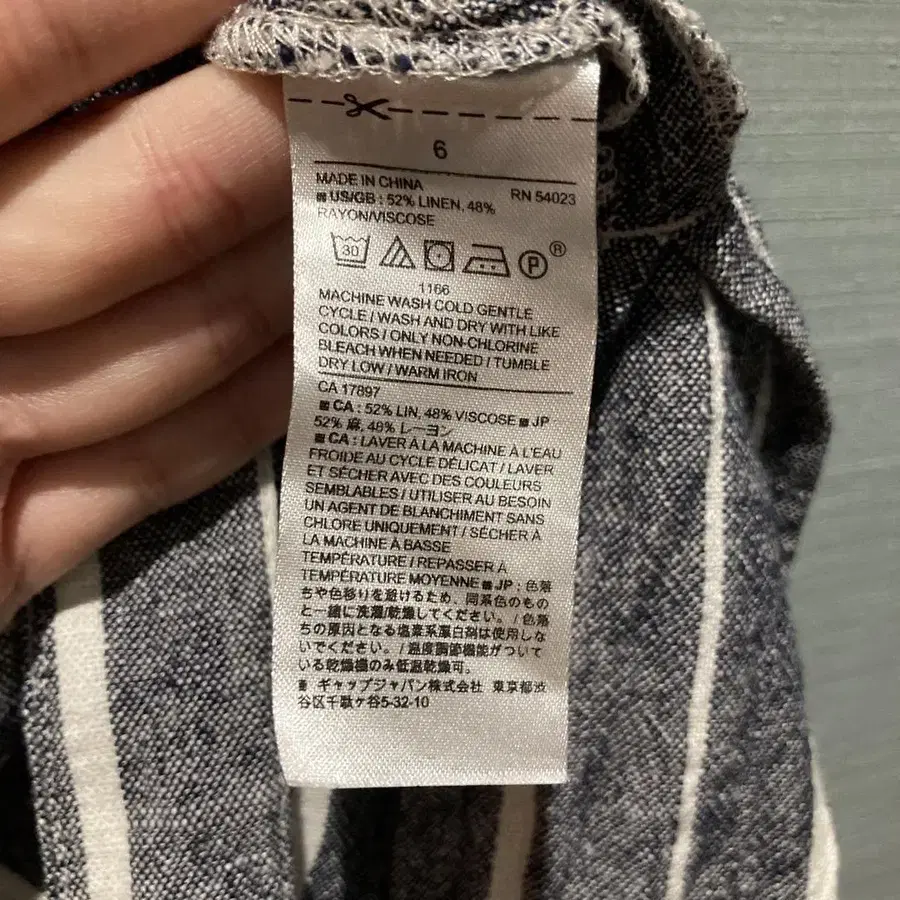 6
MADE IN CHINA RN 54023
■ US/GB : 52% LINEN, 48%
RAYON/VISCOSE
30 P ®
1166
MACHINE WASH COLD GENTLE
CYCLE / WASH AND DRY WITH LIKE
COLORS / ONLY NON-CHLORINE
BLEACH WHEN NEEDED / TUMBLE
DRY LOW / WARM IRON
CA 17897
■ CA : 52% LIN, 48% VISCOSE ■ JP
52% 麻, 48% レーヨン
■ CA : LAVER À LA MACHINE À L'EAU
FROIDE AU CYCLE DÉLICAT / LAVER
ET SÉCHER AVEC DES COULEURS
SEMBLABLES / UTILISER AU BESOIN
UN AGENT DE BLANCHIMENT SANS
CHLORE UNIQUEMENT / SÉCHER À
LA MACHINE À BASSE
TEMPÉRATURE / REPASSER À
TEMPÉRATURE MOYENNE ■ JP : 色落
ちや色移りを避けるため、同系色のもの
と一緒に洗濯/乾燥してください。/ 色落
ちの原因となる塩素系漂白剤は使用しな
いでください。/ 温度調節機能がついて
いる乾燥機のみ低温乾燥可。
■ ギャップジャパン株式会社 東京都渋
谷区千駄ヶ谷5-32-10